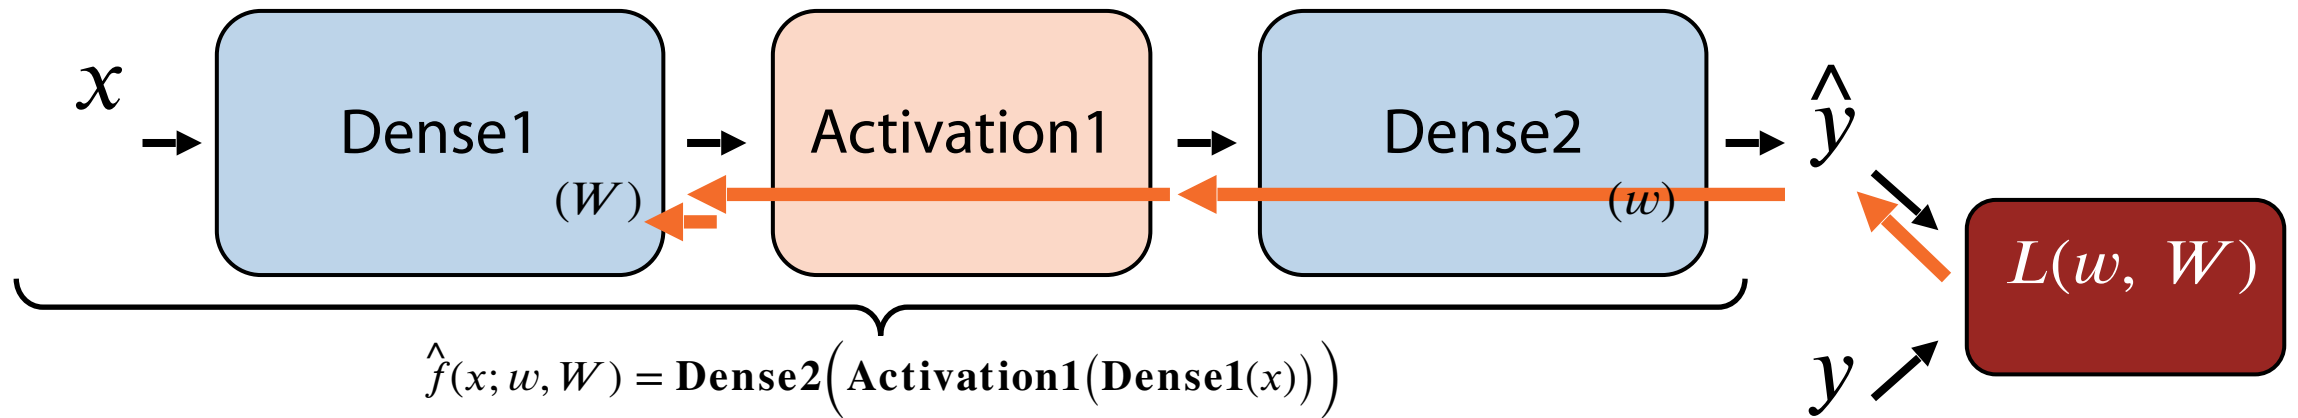 x
Dense1
(W)
Activation1
Dense2
(w)
ŷ
L(w, W)
y
f̂(x; w, W) = Dense2(Activation1(Dense1(x)))